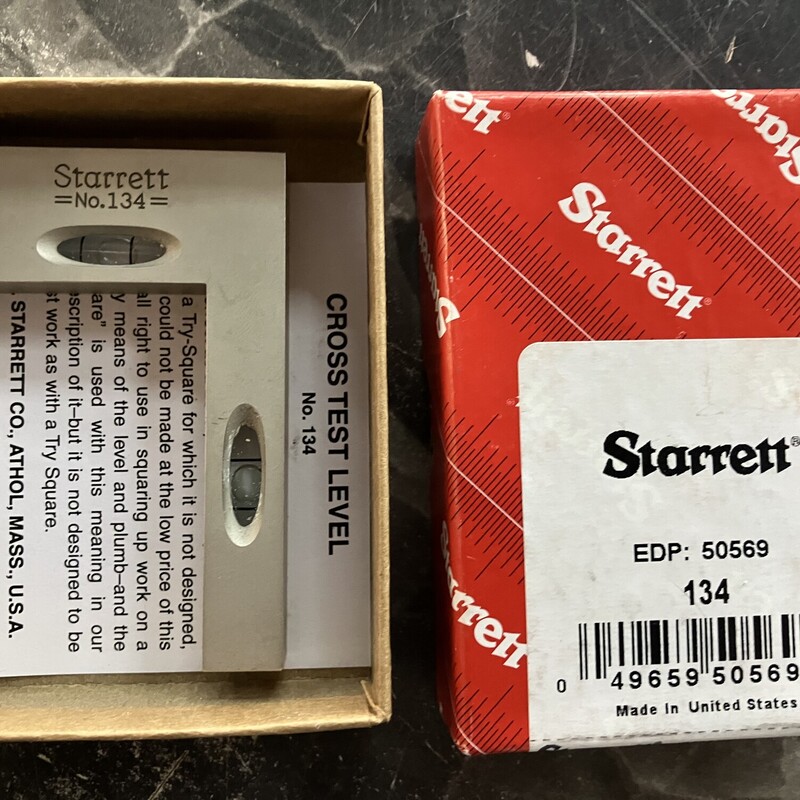 Starrett
=No.134=
CROSS TEST LEVEL
No. 134
a Try-Square for which it is not designed,
could not be made at the low price of this
all right to use in squaring up work on a
means of the level and plumb–and the
is used with this meaning in our
of it–but it is not designed to be
work as with a Try Square.
STARRETT CO., ATHOL, MASS., U.S.A.
Starrett®
Starrett®
EDP: 50569
134
0 49659 50569
Made In United States